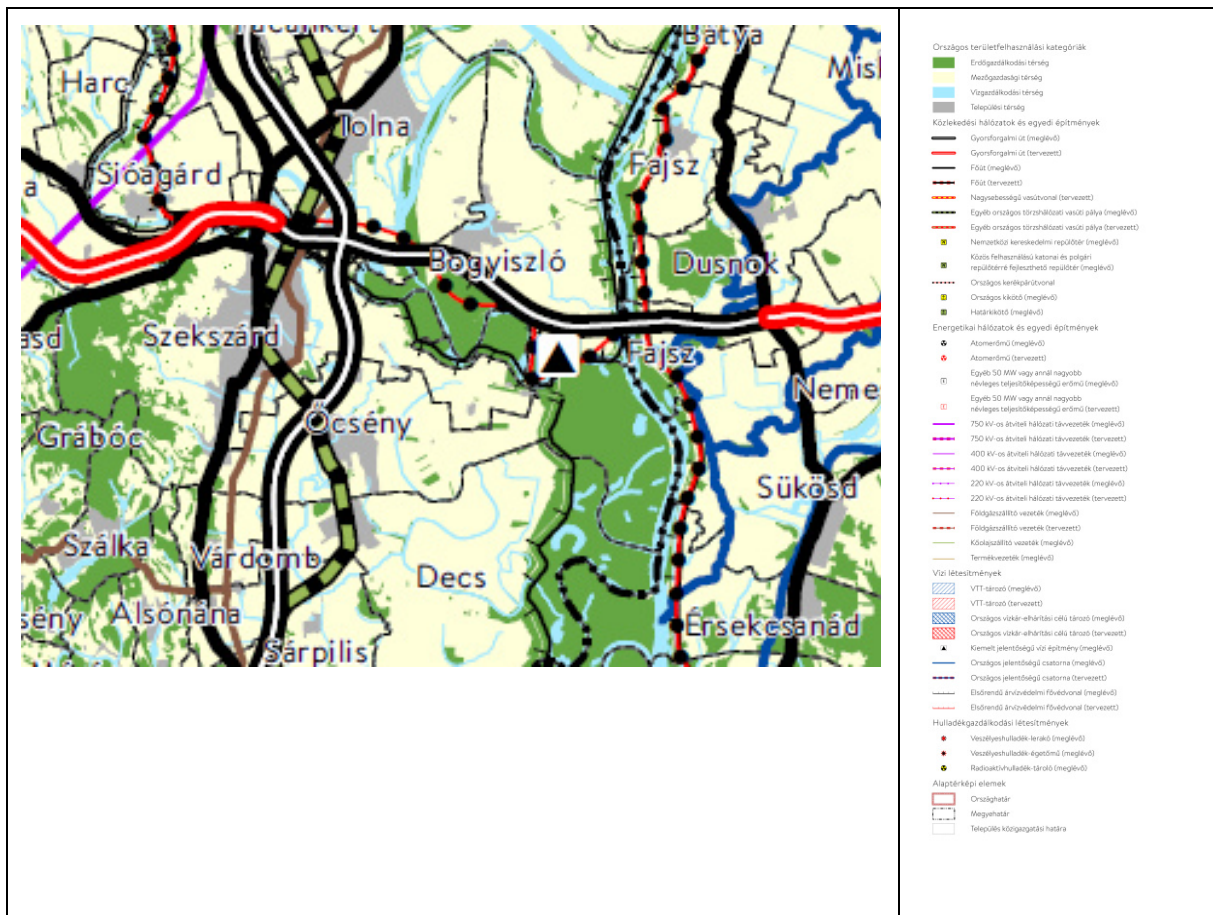 Bátya
Harc
Tolna
Sióagárd
Fajsz
Bogyiszló
Dusnok
Szekszárd
Fajsz
Neme
Őcsény
Grábóc
Sükösd
Szálka
Várdomb
Decs
Alsónána
Érsekcsanád
Sárpilis
Országos területfelhasználási kategóriák
Erdőgazdálkodási térség
Mezőgazdasági térség
Vízgazdálkodási térség
Települési térség
Közlekedési hálózatok és egyedi építmények
Gyorsforgalmi út (meglévő)
Gyorsforgalmi út (tervezett)
Főút (meglévő)
Főút (tervezett)
Nagysebességű vasútvonal (tervezett)
Egyéb országos törzshálózati vasúti pálya (meglévő)
Egyéb országos törzshálózati vasúti pálya (tervezett)
Nemzetközi kereskedelmi repülőtér (meglévő)
Közös felhasználású katonai és polgári
repülőtérré fejleszthető repülőtér (meglévő)
Országos kerékpárútvonal
Országos kikötő (meglévő)
Határkikötő (meglévő)
Energetikai hálózatok és egyedi építmények
Atomerőmű (meglévő)
Atomerőmű (tervezett)
Egyéb 50 MW vagy annál nagyobb
névleges teljesítőképességű erőmű (meglévő)
Egyéb 50 MW vagy annál nagyobb
névleges teljesítőképességű erőmű (tervezett)
750 kV-os átviteli hálózati távvezeték (meglévő)
750 kV-os átviteli hálózati távvezeték (tervezett)
400 kV-os átviteli hálózati távvezeték (meglévő)
400 kV-os átviteli hálózati távvezeték (tervezett)
220 kV-os átviteli hálózati távvezeték (meglévő)
220 kV-os átviteli hálózati távvezeték (tervezett)
Földgázszállító vezeték (meglévő)
Földgázszállító vezeték (tervezett)
Kőolajszállító vezeték (meglévő)
Termékvezeték (meglévő)
Vízi létesítmények
VTT-tározó (meglévő)
VTT-tározó (tervezett)
Országos vízkár-elhárítási célú tározó (meglévő)
Országos vízkár-elhárítási célú tározó (tervezett)
Kiemelt jelentőségű vízi építmény (meglévő)
Országos jelentőségű csatorna (meglévő)
Országos jelentőségű csatorna (tervezett)
Elsőrendű árvízvédelmi fővédvonal (meglévő)
Elsőrendű árvízvédelmi fővédvonal (tervezett)
Hulladékgazdálkodási létesítmények
Veszélyeshulladék-lerakó (meglévő)
Veszélyeshulladék-égetőmű (meglévő)
Radioaktívhulladék-tároló (meglévő)
Alaptérképi elemek
Országhatár
Megyehatár
Település közigazgatási határa